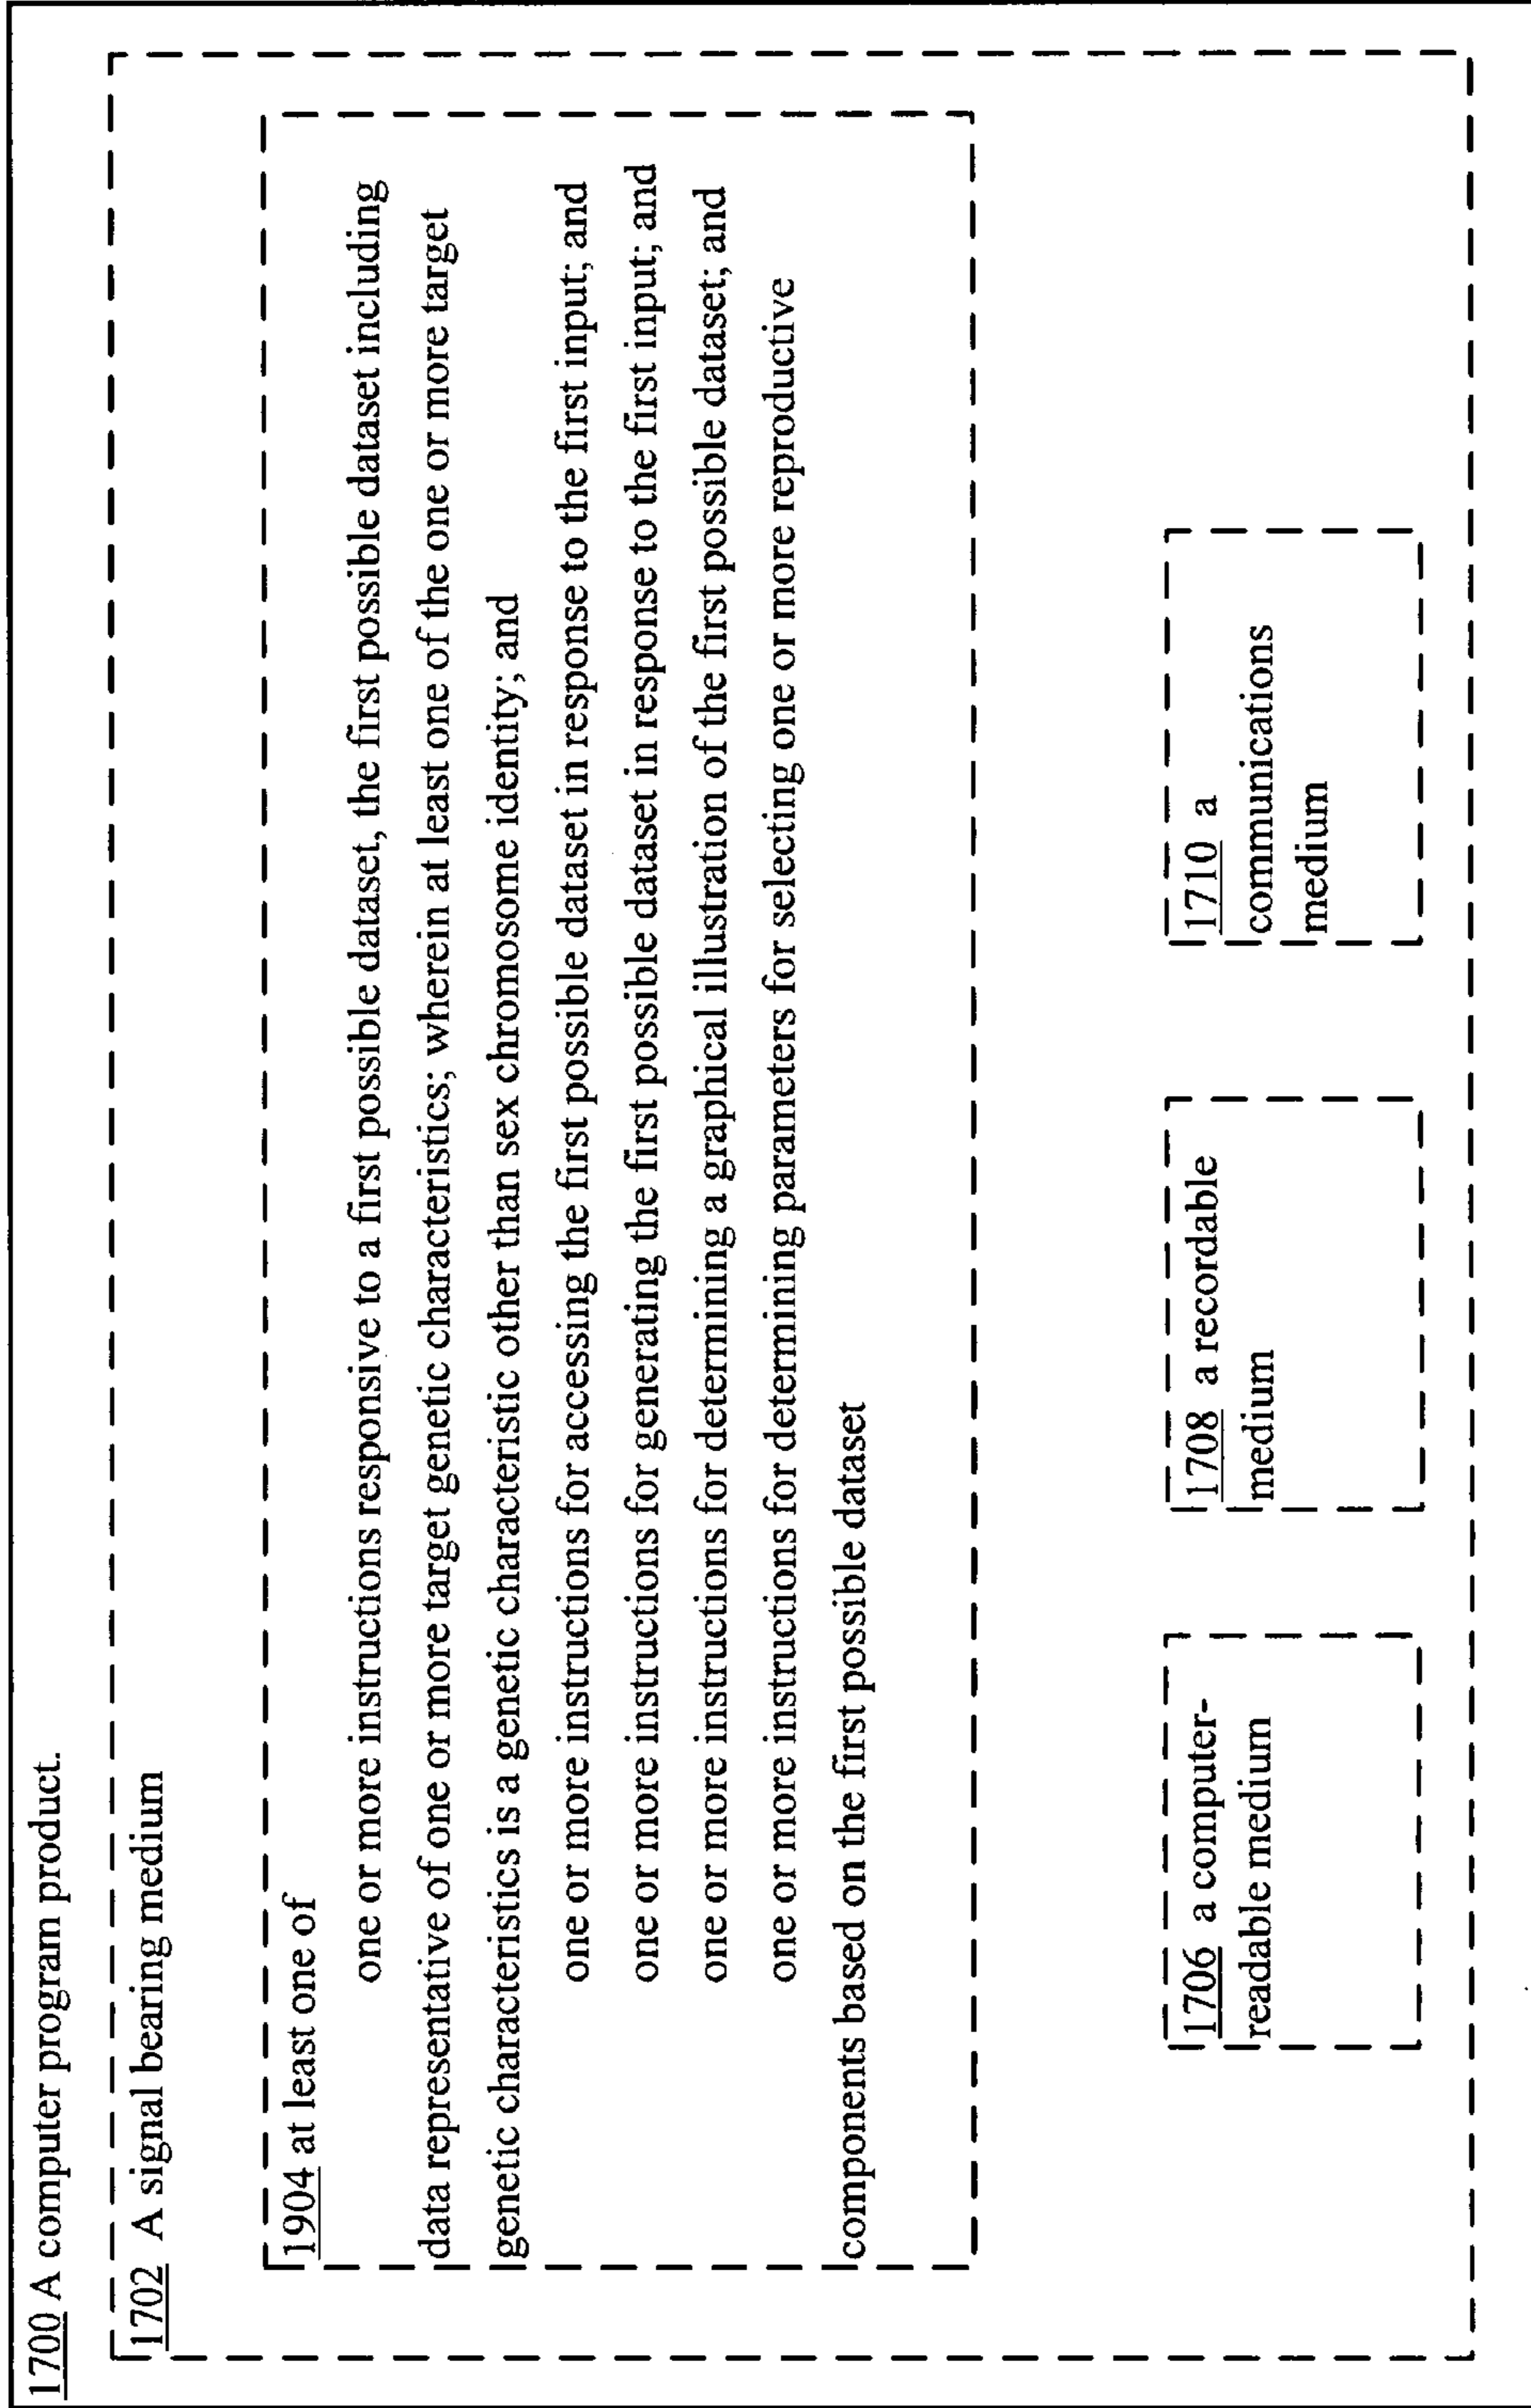 1700 A computer program product.
1702 A signal bearing medium
1904 at least one of
one or more instructions responsive to a first possible dataset, the first possible dataset including
data representative of one or more target genetic characteristics; wherein at least one of the one or more target
genetic characteristics is a genetic characteristic other than sex chromosome identity; and
one or more instructions for accessing the first possible dataset in response to the first input; and
one or more instructions for generating the first possible dataset in response to the first input; and
one or more instructions for determining a graphical illustration of the first possible dataset; and
one or more instructions for determining parameters for selecting one or more reproductive
components based on the first possible dataset
1706 a computer-
readable medium
1708 a recordable
medium
1710 a
communications
medium